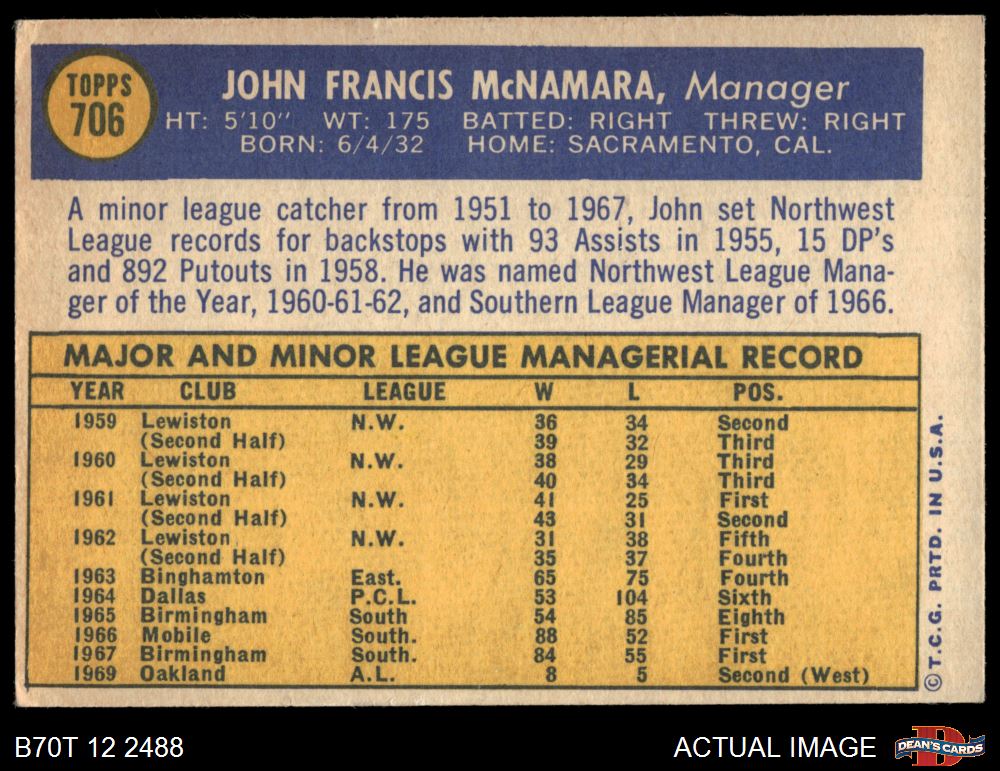 TOPPS
706
JOHN FRANCIS McNAMARA, Manager
HT: 5'10" WT: 175 BATTED: RIGHT THREW: RIGHT
BORN: 6/4/32 HOME: SACRAMENTO, CAL.
A minor league catcher from 1951 to 1967, John set Northwest
League records for backstops with 93 Assists in 1955, 15 DP's
and 892 Putouts in 1958. He was named Northwest League Mana-
ger of the Year, 1960-61-62, and Southern League Manager of 1966.
MAJOR AND MINOR LEAGUE MANAGERIAL RECORD
YEAR CLUB LEAGUE W L POS.
1959 Lewiston N.W. 36 34 Second
(Second Half) 39 32 Third
1960 Lewiston N.W. 38 29 Third
(Second Half) 40 34 Third
1961 Lewiston N.W. 41 25 First
(Second Half) 43 31 Second
1962 Lewiston N.W. 31 38 Fifth
(Second Half) 35 37 Fourth
1963 Binghamton East. 65 75 Fourth
1964 Dallas P.C.L. 53 104 Sixth
1965 Birmingham South 54 85 Eighth
1966 Mobile South. 88 52 First
1967 Birmingham South. 84 55 First
1969 Oakland A.L. 8 5 Second (West)
©T.C.G. PRTD. IN U.S.A.
B70T 12 2488
ACTUAL IMAGE
DEAN'S CARDS